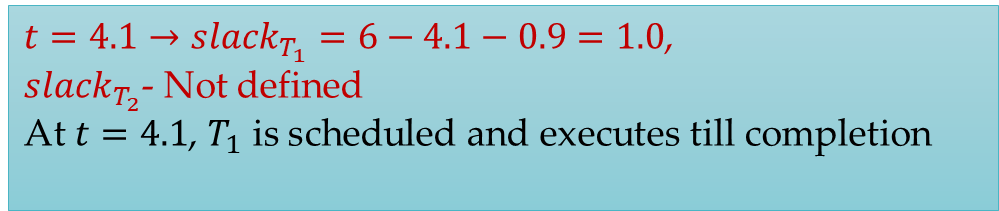 t = 4.1 → slack_{T_1} = 6 − 4.1 − 0.9 = 1.0,
slack_{T_2}- Not defined
At t = 4.1, T_1 is scheduled and executes till completion